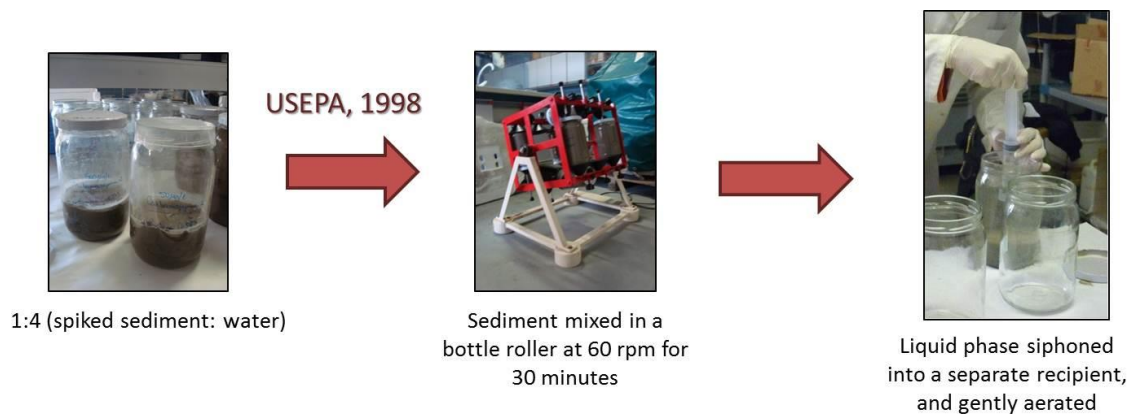 USEPA, 1998
1:4 (spiked sediment: water)
Sediment mixed in a
bottle roller at 60 rpm for
30 minutes
Liquid phase siphoned
into a separate recipient,
and gently aerated